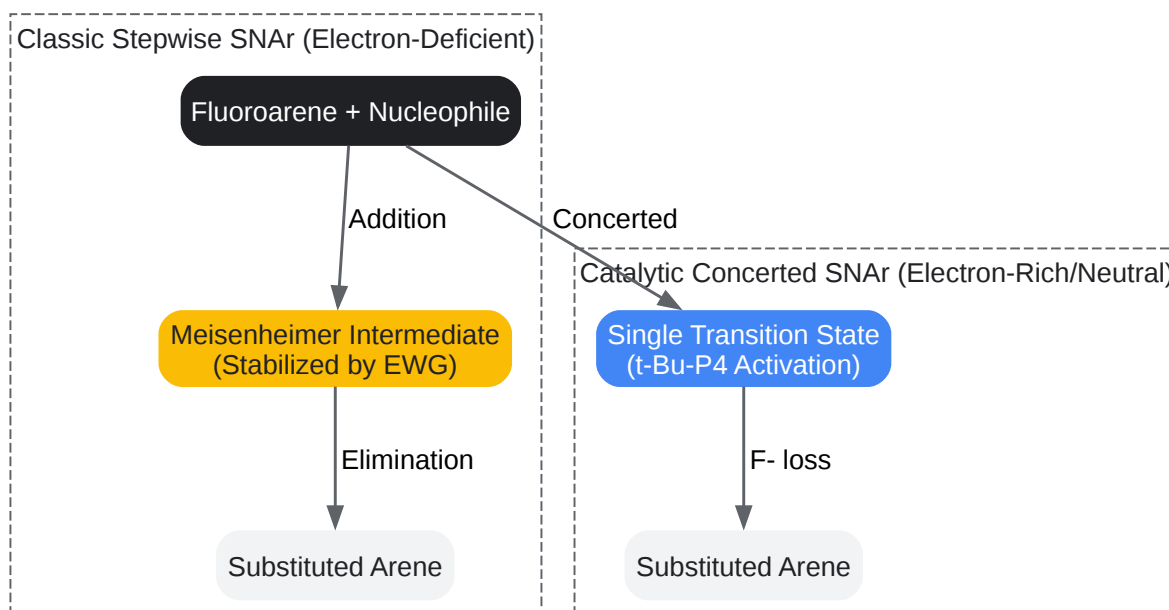 Classic Stepwise SNAr (Electron-Deficient)
Fluoroarene + Nucleophile
Addition
Concerted
Catalytic Concerted SNAr (Electron-Rich/Neutral)
Meisenheimer Intermediate
(Stabilized by EWG)
Single Transition State
(t-Bu-P4 Activation)
Elimination
F- loss
Substituted Arene
Substituted Arene